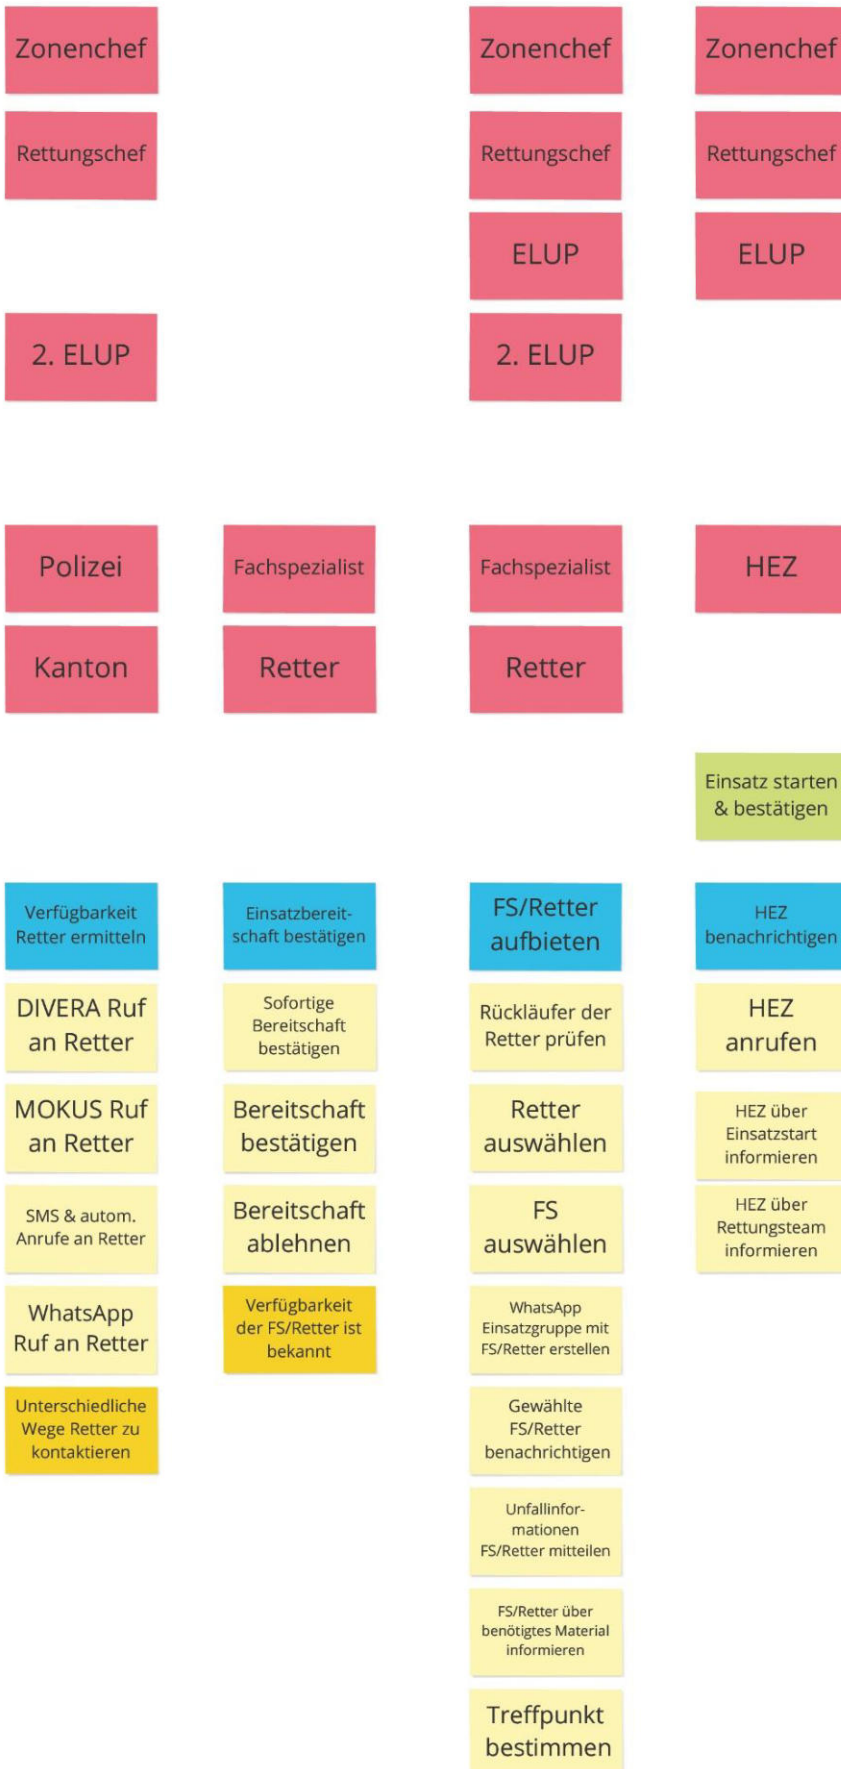 Zonenchef
Rettungschef
2. ELUP
Polizei
Kanton
Verfügbarkeit
Retter ermitteln
DIVERA Ruf
an Retter
MOKUS Ruf
an Retter
SMS & autom.
Anrufe an Retter
WhatsApp
Ruf an Retter
Unterschiedliche
Wege Retter zu
kontaktieren
Fachspezialist
Retter
Einsatzbereit-
schaft bestätigen
Sofortige
Bereitschaft
bestätigen
Bereitschaft
bestätigen
Bereitschaft
ablehnen
Verfügbarkeit
der FS/Retter ist
bekannt
Zonenchef
Rettungschef
ELUP
2. ELUP
Fachspezialist
Retter
FS/Retter
aufbieten
Rückläufer der
Retter prüfen
Retter
auswählen
FS
auswählen
WhatsApp
Einsatzgruppe mit
FS/Retter erstellen
Gewählte
FS/Retter
benachrichtigen
Unfallinfor-
mationen
FS/Retter mitteilen
FS/Retter über
benötigtes Material
informieren
Treffpunkt
bestimmen
Zonenchef
Rettungschef
ELUP
HEZ
Einsatz starten
& bestätigen
HEZ
benachrichtigen
HEZ
anrufen
HEZ über
Einsatzstart
informieren
HEZ über
Rettungsteam
informieren